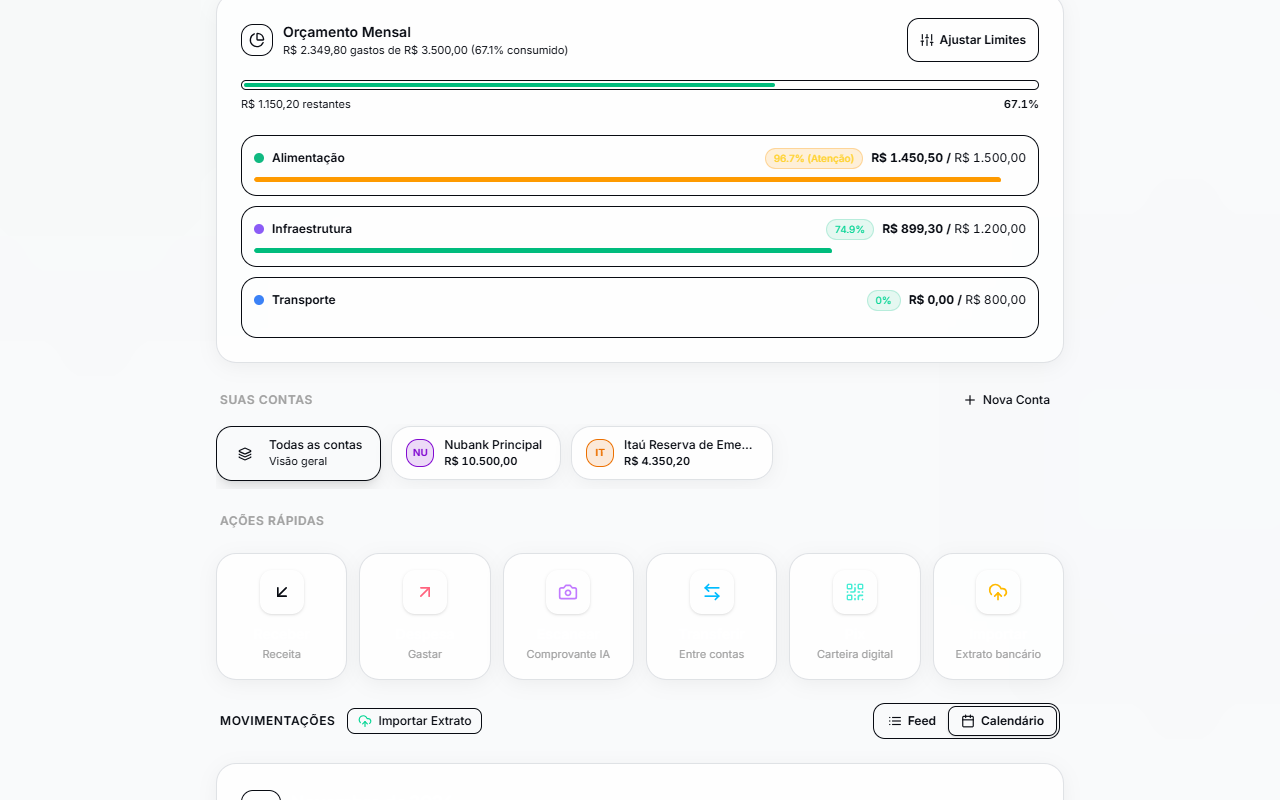 Orçamento Mensal
R$ 2.349,80 gastos de R$ 3.500,00 (67.1% consumido)
Ajustar Limites
R$ 1.150,20 restantes
67.1%
Alimentação
96.7% (Atenção)
R$ 1.450,50 / R$ 1.500,00
Infraestrutura
74.9%
R$ 899,30 / R$ 1.200,00
Transporte
0%
R$ 0,00 / R$ 800,00
SUAS CONTAS
Nova Conta
Todas as contas
Visão geral
NU
Nubank Principal
R$ 10.500,00
IT
Itaú Reserva de Eme...
R$ 4.350,20
AÇÕES RÁPIDAS
Receita
Gastar
Comprovante IA
Entre contas
Carteira digital
Extrato bancário
MOVIMENTAÇÕES
Importar Extrato
Feed
Calendário